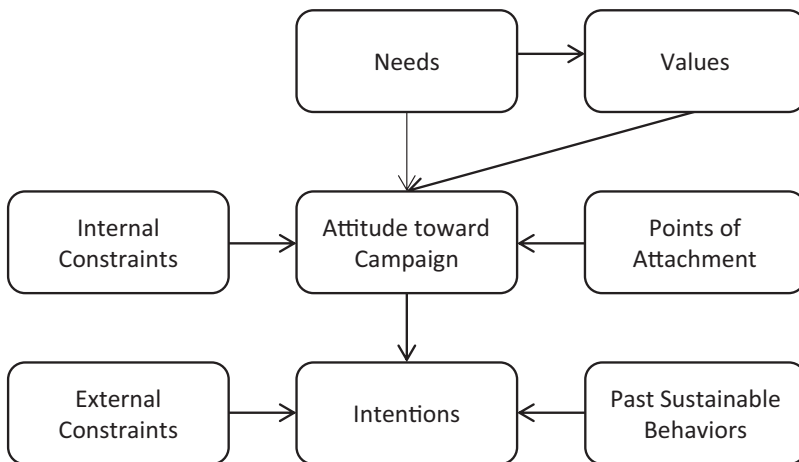 Needs
Values
Internal
Constraints
Attitude toward
Campaign
Points of
Attachment
External
Constraints
Intentions
Past Sustainable
Behaviors